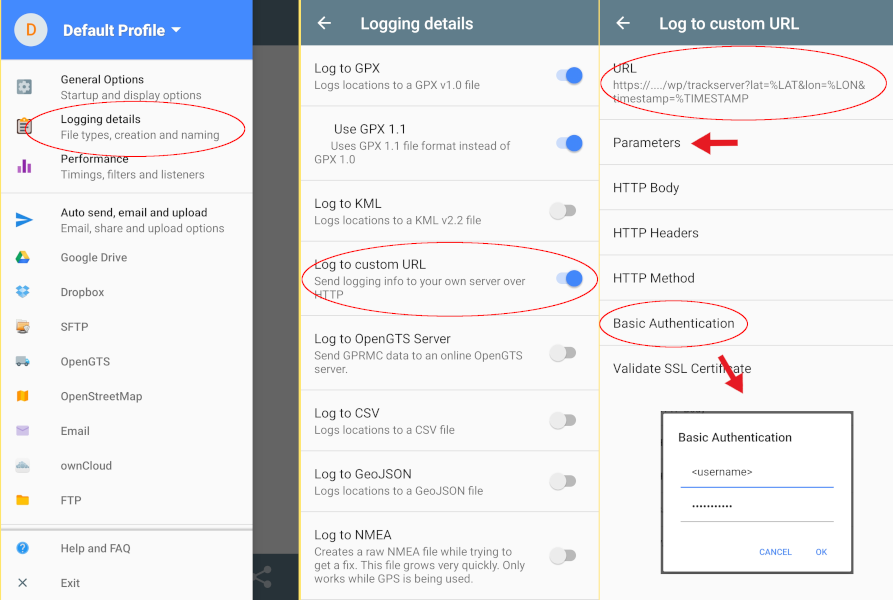 D
Default Profile
General Options
Startup and display options
Logging details
File types, creation and naming
Performance
Timings, filters and listeners
Auto send, email and upload
Email, share and upload options
Google Drive
Dropbox
SFTP
OpenGTS
OpenStreetMap
Email
ownCloud
FTP
Help and FAQ
Exit
Logging details
Log to GPX
Logs locations to a GPX v1.0 file
Use GPX 1.1
Uses GPX 1.1 file format instead of
GPX 1.0
Log to KML
Logs locations to a KML v2.2 file
Log to custom URL
Send logging info to your own server over
HTTP
Log to OpenGTS Server
Send GPRMC data to an online OpenGTS
server.
Log to CSV
Logs locations to a CSV file
Log to GeoJSON
Logs locations to a GeoJSON file
Log to NMEA
Creates a raw NMEA file while trying to
get a fix. This file grows very quickly. Only
works while GPS is being used.
Log to custom URL
URL
https://..../wp/trackserver?lat=%LAT&lon=%LON&
timestamp=%TIMESTAMP
Parameters
HTTP Body
HTTP Headers
HTTP Method
Basic Authentication
Validate SSL Certificate
Basic Authentication
<username>
•••••••••••
CANCEL OK